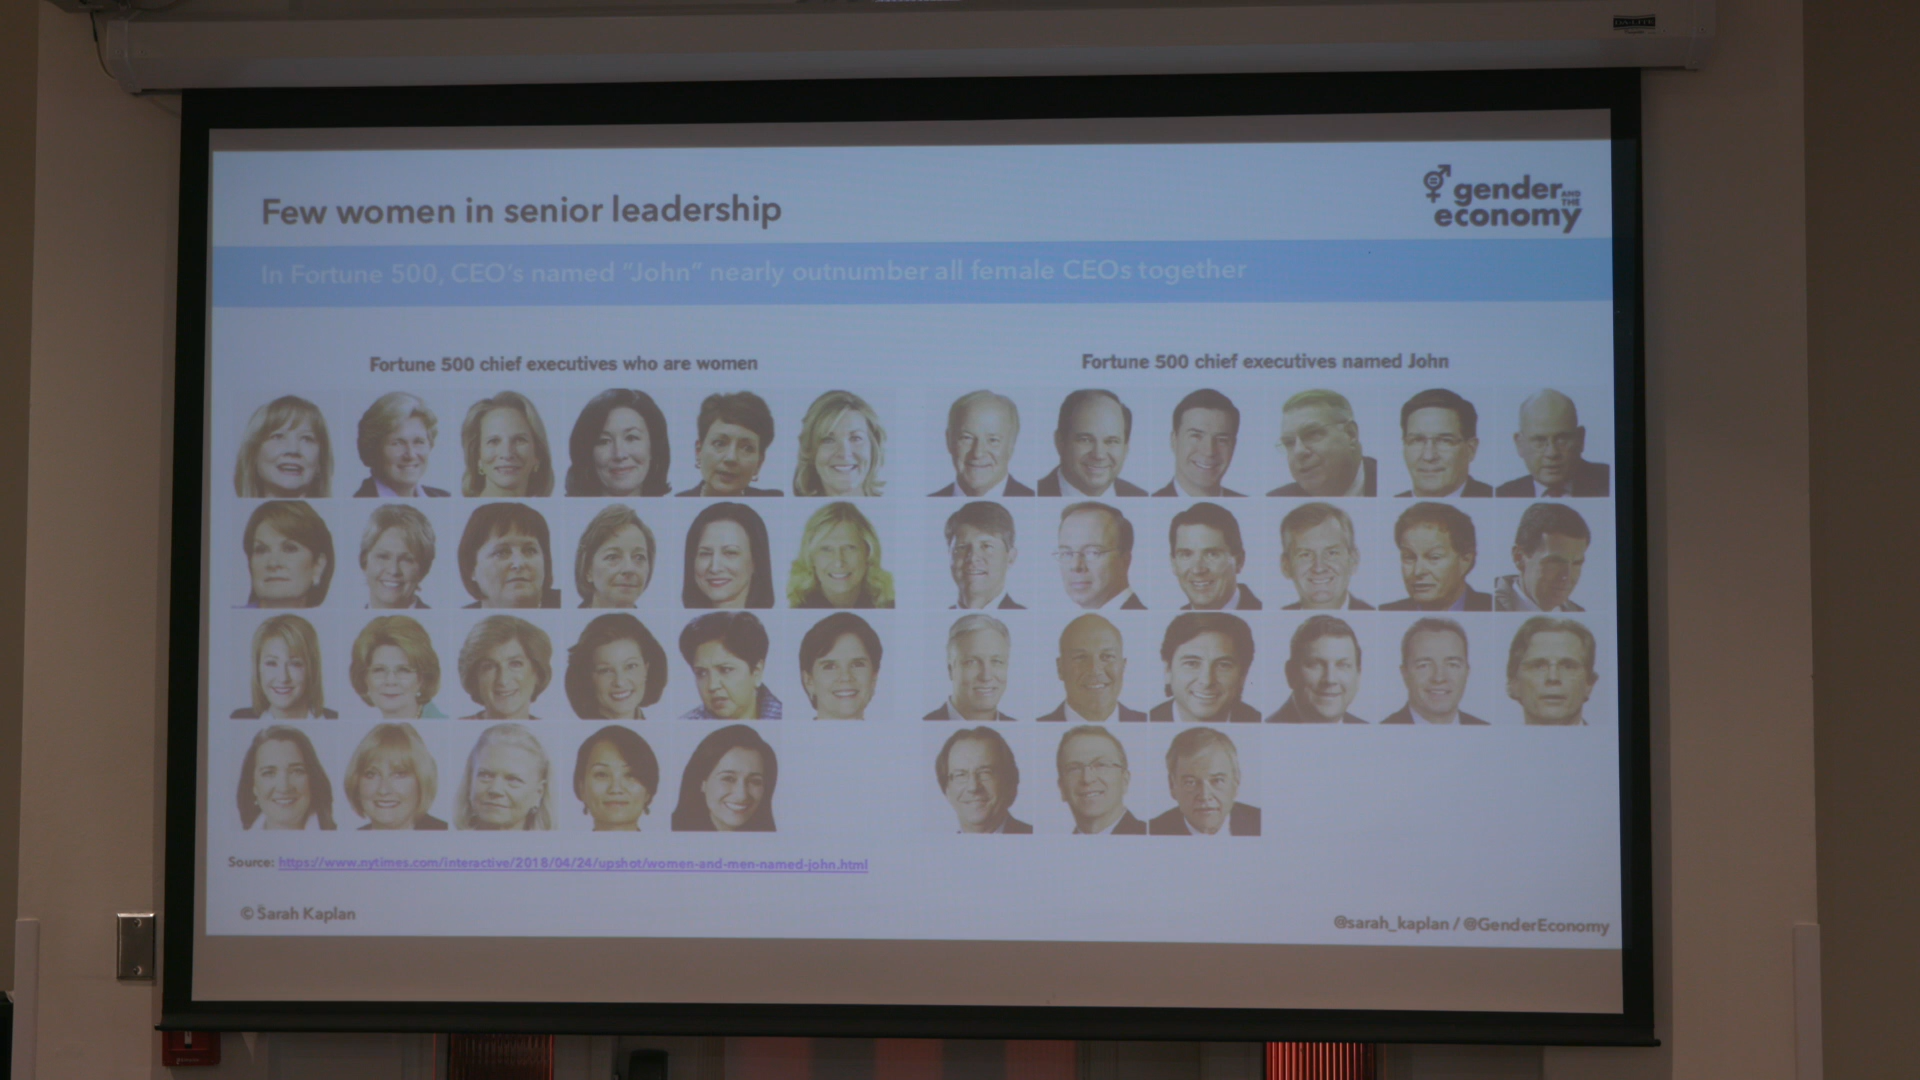 Few women in senior leadership
gender AND THE
economy
In Fortune 500, CEO's named "John" nearly outnumber all female CEOs together
Fortune 500 chief executives who are women
Fortune 500 chief executives named John
Source: https://www.nytimes.com/interactive/2018/04/24/upshot/women-and-men-named-john.html
© Sarah Kaplan
@sarah_kaplan / @GenderEconomy